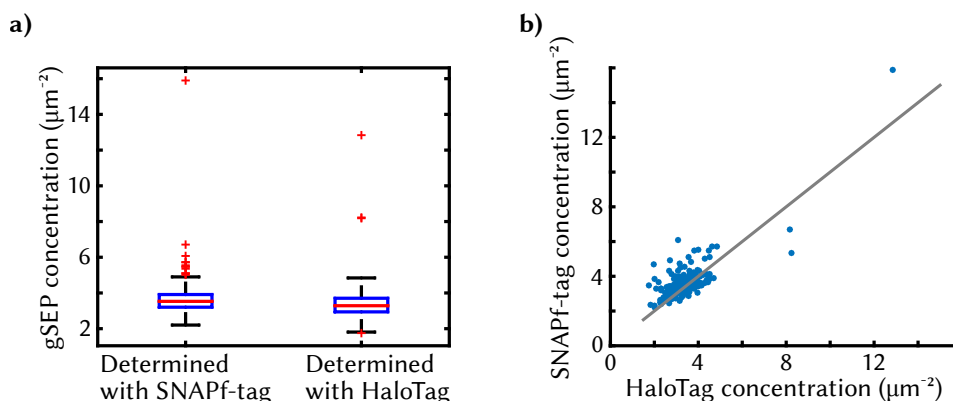 a)
gSEP concentration (μm⁻²)
14
10
6
2
Determined
with SNAPf-tag
Determined
with HaloTag
b)
SNAPf-tag concentration (μm⁻²)
12
8
4
0
0
4
8
12
HaloTag concentration (μm⁻²)